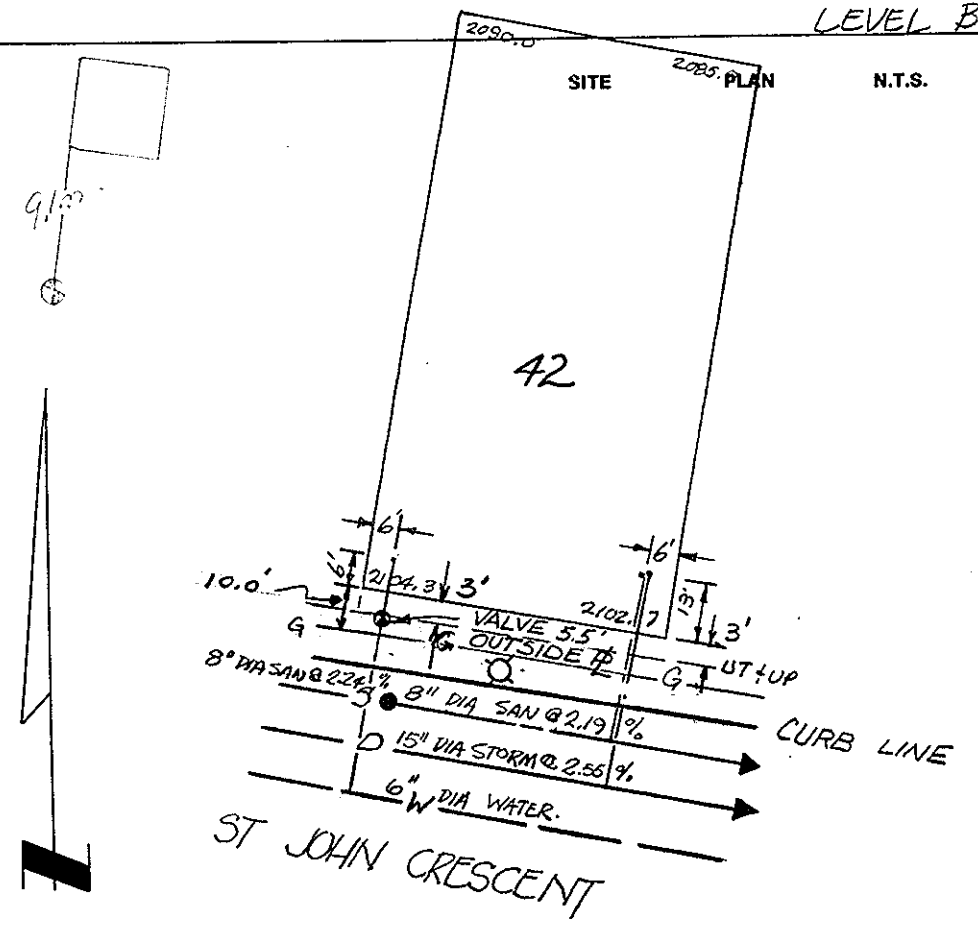 LEVEL B
2090.0
2085.
SITE PLAN N.T.S.
42
6'
6'
6'
10.0'
2104.3
3'
2102.7
13'
3'
VALVE 5.5'
OUTSIDE PL
G
G
G
UT & UP
8" DIA SAN @ 2.24 %
S
8" DIA SAN @ 2.19 %
CURB LINE
D
15" DIA STORM @ 2.55 %
6" W DIA WATER.
ST JOHN CRESCENT